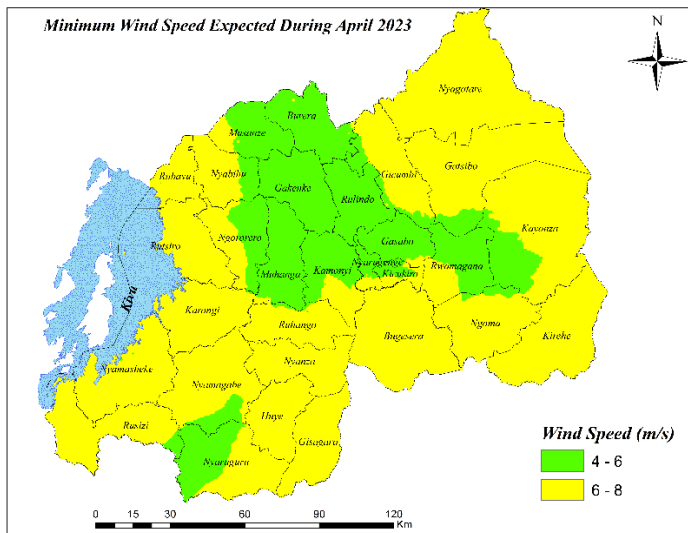 Minimum Wind Speed Expected During April 2023
N
Nyagatare
Burera
Musanze
Gatsibo
Rubavu
Nyabihu
Gicumbi
Gakenke
Rulindo
Kayonza
Rutsiro
Ngororero
Gasabo
Nyarugenge
Kicukiro
Rwamagana
Muhanga
Kamonyi
Kivu
Karongi
Ruhango
Bugesera
Ngoma
Kirehe
Nyanza
Nyamasheke
Nyamagabe
Huye
Rusizi
Gisagara
Nyaruguru
Wind Speed (m/s)
4 - 6
6 - 8
0 15 30 60 90 120
Km